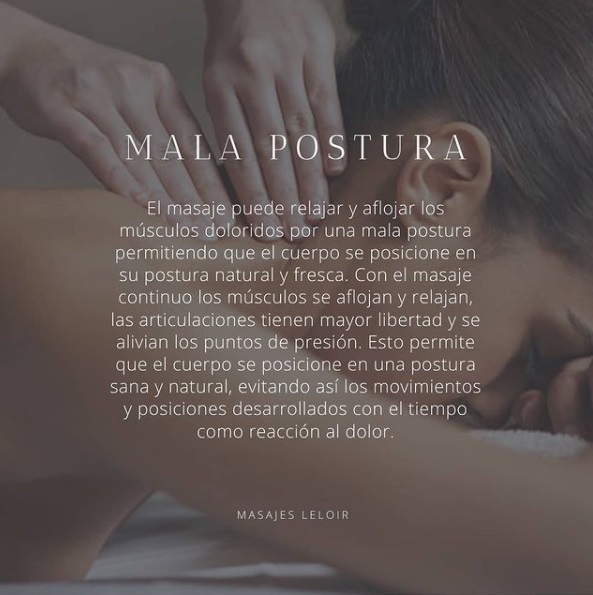 MALA POSTURA
El masaje puede relajar y aflojar los
músculos doloridos por una mala postura
permitiendo que el cuerpo se posicione en
su postura natural y fresca. Con el masaje
continuo los músculos se aflojan y relajan,
las articulaciones tienen mayor libertad y se
alivian los puntos de presión. Esto permite
que el cuerpo se posicione en una postura
sana y natural, evitando así los movimientos
y posiciones desarrollados con el tiempo
como reacción al dolor.
MASAJES LELOIR